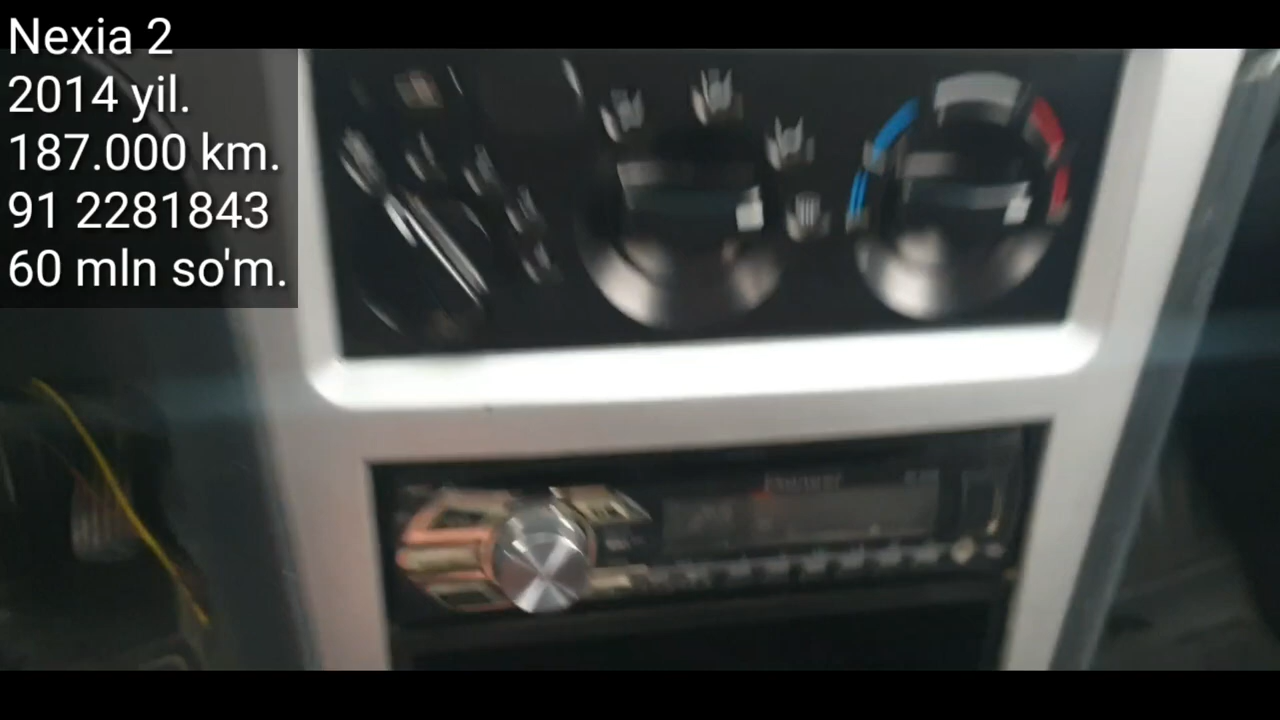 Nexia 2
2014 yil.
187.000 km.
91 2281843
60 mln so'm.